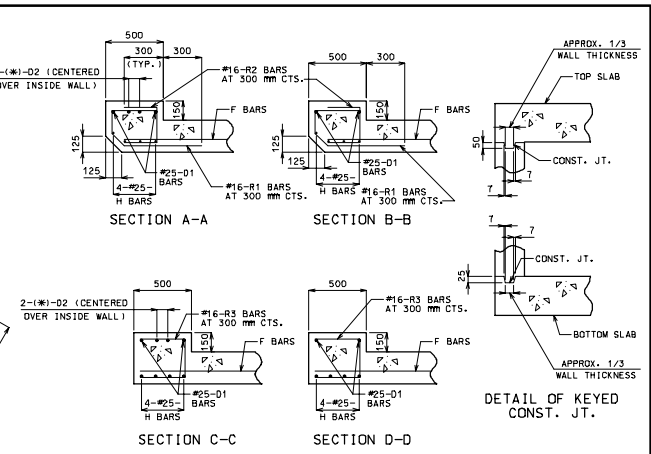 500
300
(TYP.)
300
-(*)-D2 (CENTERED
OVER INSIDE WALL)
#16-R2 BARS
AT 300 mm CTS.
150
F BARS
125
125
#25-D1
BARS
4-#25-
H BARS
#16-R1 BARS
AT 300 mm CTS.
SECTION A-A
500
300
150
F BARS
125
125
#25-D1
BARS
4-#25-
H BARS
#16-R1 BARS
AT 300 mm CTS.
SECTION B-B
APPROX. 1/3
WALL THICKNESS
TOP SLAB
50
CONST. JT.
7
7
7
7
CONST. JT.
25
BOTTOM SLAB
APPROX. 1/3
WALL THICKNESS
DETAIL OF KEYED
CONST. JT.
500
2-(*)-D2 (CENTERED
OVER INSIDE WALL)
#16-R3 BARS
AT 300 mm CTS.
150
F BARS
#25-D1
BARS
4-#25-
H BARS
SECTION C-C
500
#16-R3 BARS
AT 300 mm CTS.
150
F BARS
#25-D1
BARS
4-#25-
H BARS
SECTION D-D